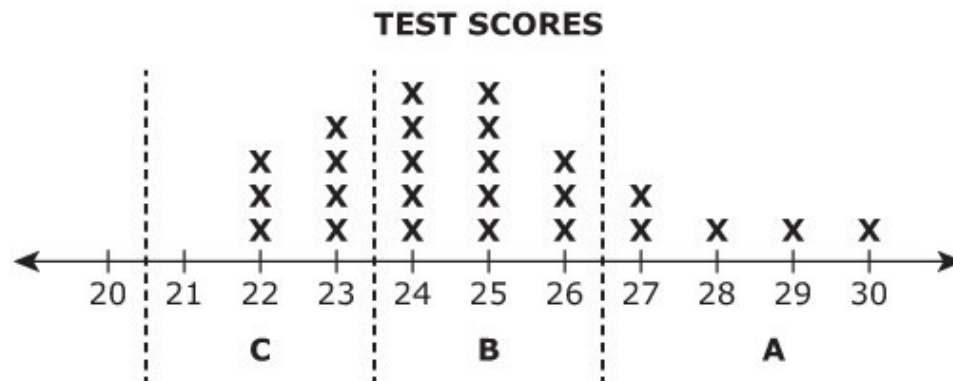 TEST SCORES
X X
X X X
X X X X X
X X X X X X
X X X X X X X X X
20 21 22 23 24 25 26 27 28 29 30
C B A